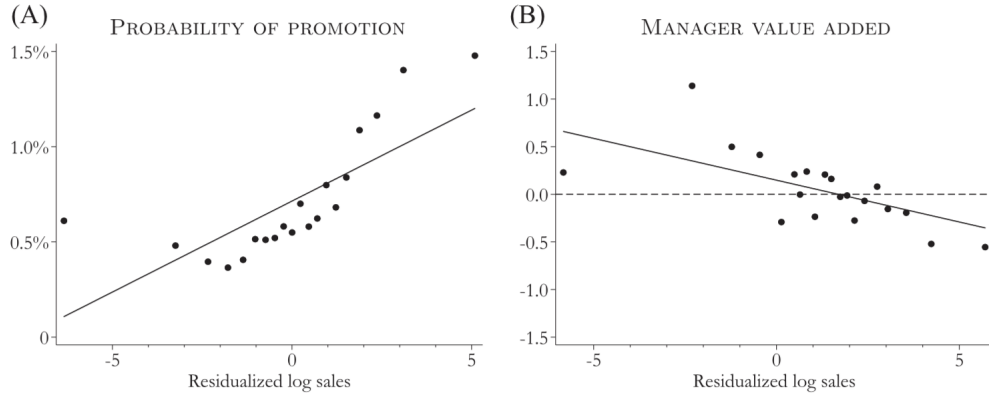 (A)
PROBABILITY OF PROMOTION
1.5%
1.0%
0.5%
0
-5
0
5
Residualized log sales
(B)
MANAGER VALUE ADDED
1.5
1.0
0.5
0.0
-0.5
-1.0
-1.5
-5
0
5
Residualized log sales